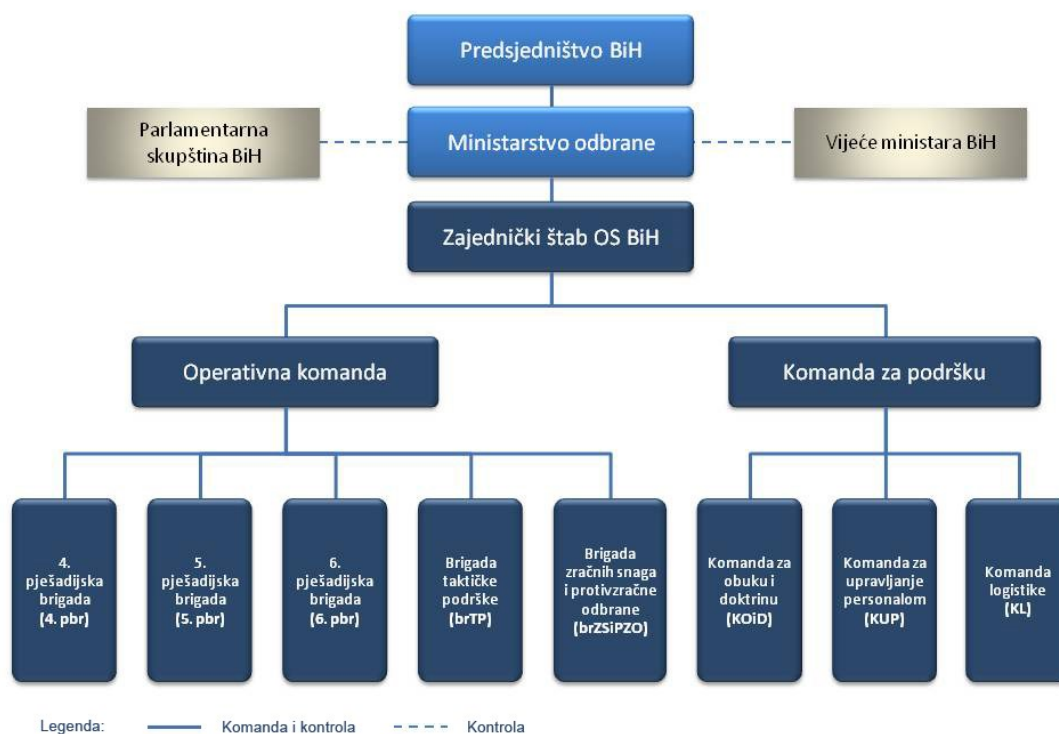 Predsjedništvo BiH
Parlamentarna
skupština BiH
Ministarstvo odbrane
Vijeće ministara BiH
Zajednički štab OS BiH
Operativna komanda
Komanda za podršku
4.
pješadijska
brigada
(4. pbr)
5.
pješadijska
brigada
(5. pbr)
6.
pješadijska
brigada
(6. pbr)
Brigada
taktičke
podrške
(brTP)
Brigada
zračnih snaga
i protivzračne
odbrane
(brZSiPZO)
Komanda za
obuku i
doktrinu
(KOiD)
Komanda za
upravljanje
personalom
(KUP)
Komanda
logistike
(KL)
Legenda: Komanda i kontrola Kontrola